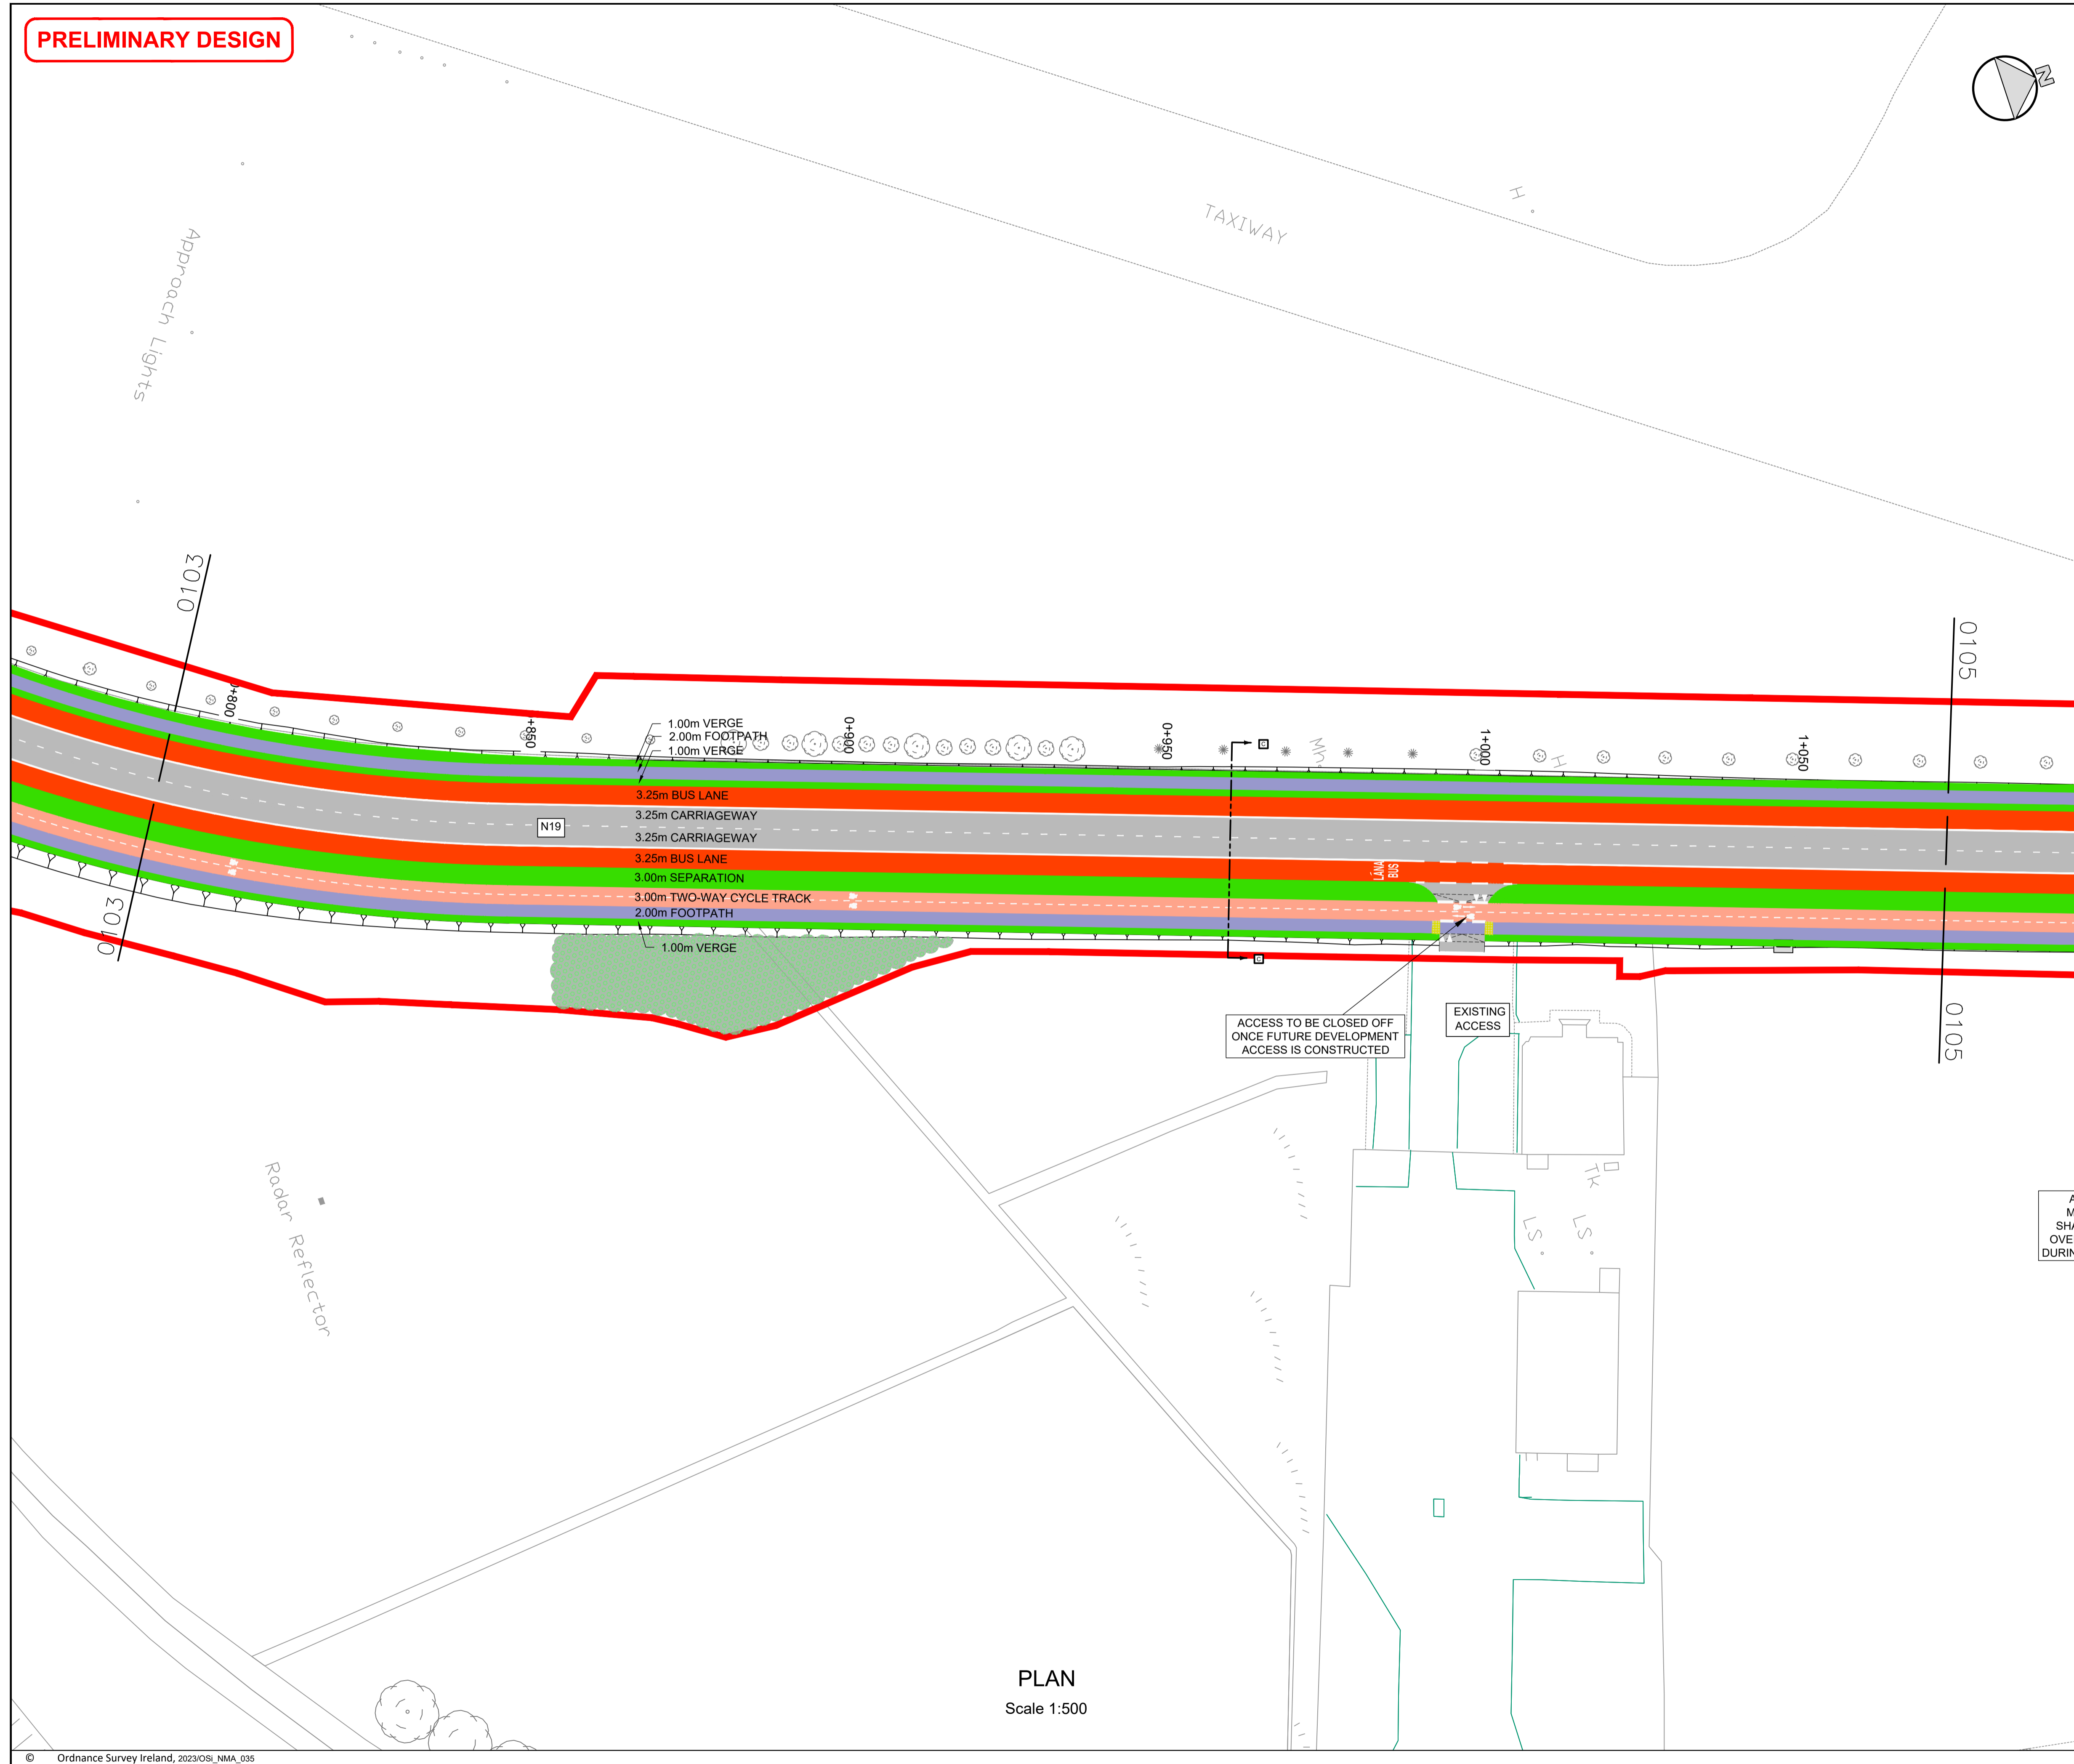 PRELIMINARY DESIGN
N
TAXIWAY
H
Approach Lights
0103
0105
0+800
+850
0+900
0+950
1+000
1+050
1.00m VERGE
2.00m FOOTPATH
1.00m VERGE
Mh
H
C
3.25m BUS LANE
3.25m CARRIAGEWAY
N19
3.25m CARRIAGEWAY
3.25m BUS LANE
3.00m SEPARATION
3.00m TWO-WAY CYCLE TRACK
2.00m FOOTPATH
1.00m VERGE
LÁNA
BUS
C
0103
0105
ACCESS TO BE CLOSED OFF
ONCE FUTURE DEVELOPMENT
ACCESS IS CONSTRUCTED
EXISTING
ACCESS
Radar Reflector
Tk
LS
LS
A
M
SHA
OVE
DURIN
PLAN
Scale 1:500
© Ordnance Survey Ireland, 2023/OSi_NMA_035